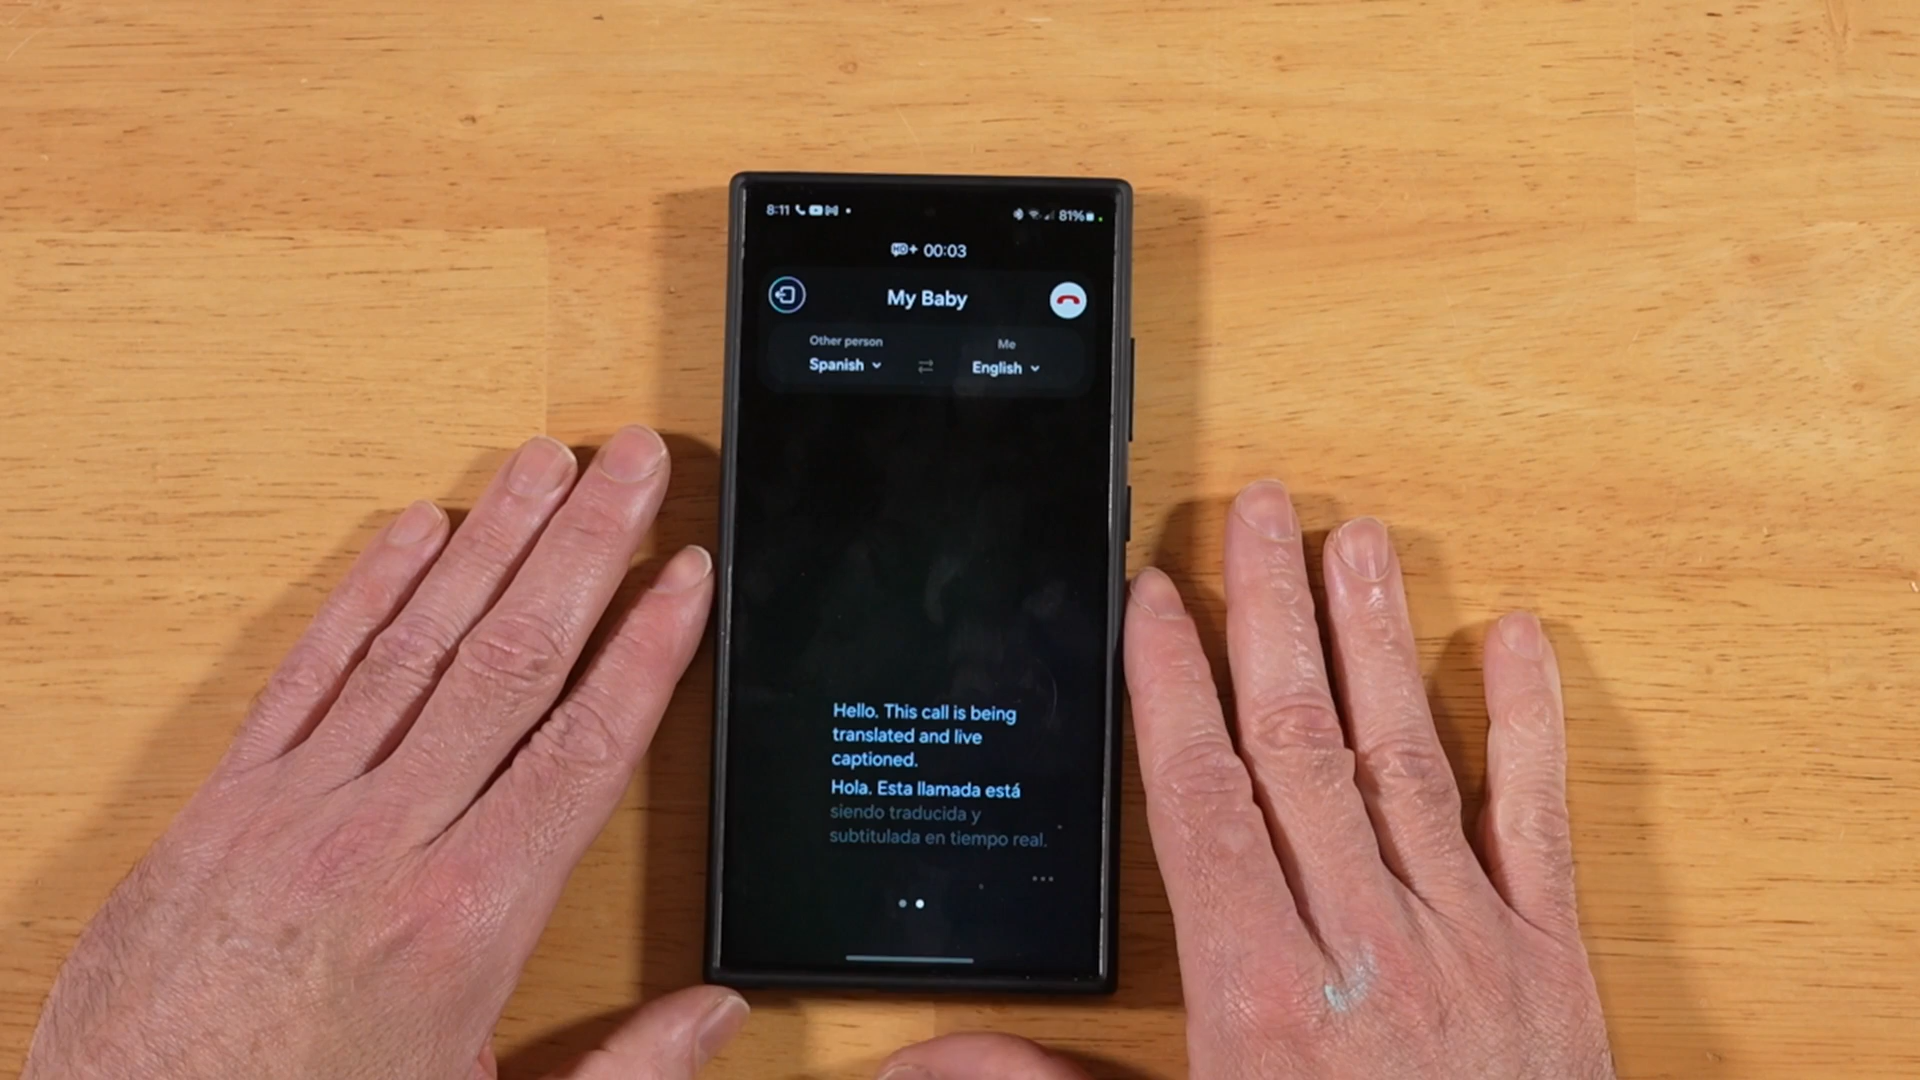 8:11
81%
HD+ 00:03
My Baby
Other person
Me
Spanish
English
Hello. This call is being
translated and live
captioned.
Hola. Esta llamada está
siendo traducida y
subtitulada en tiempo real.